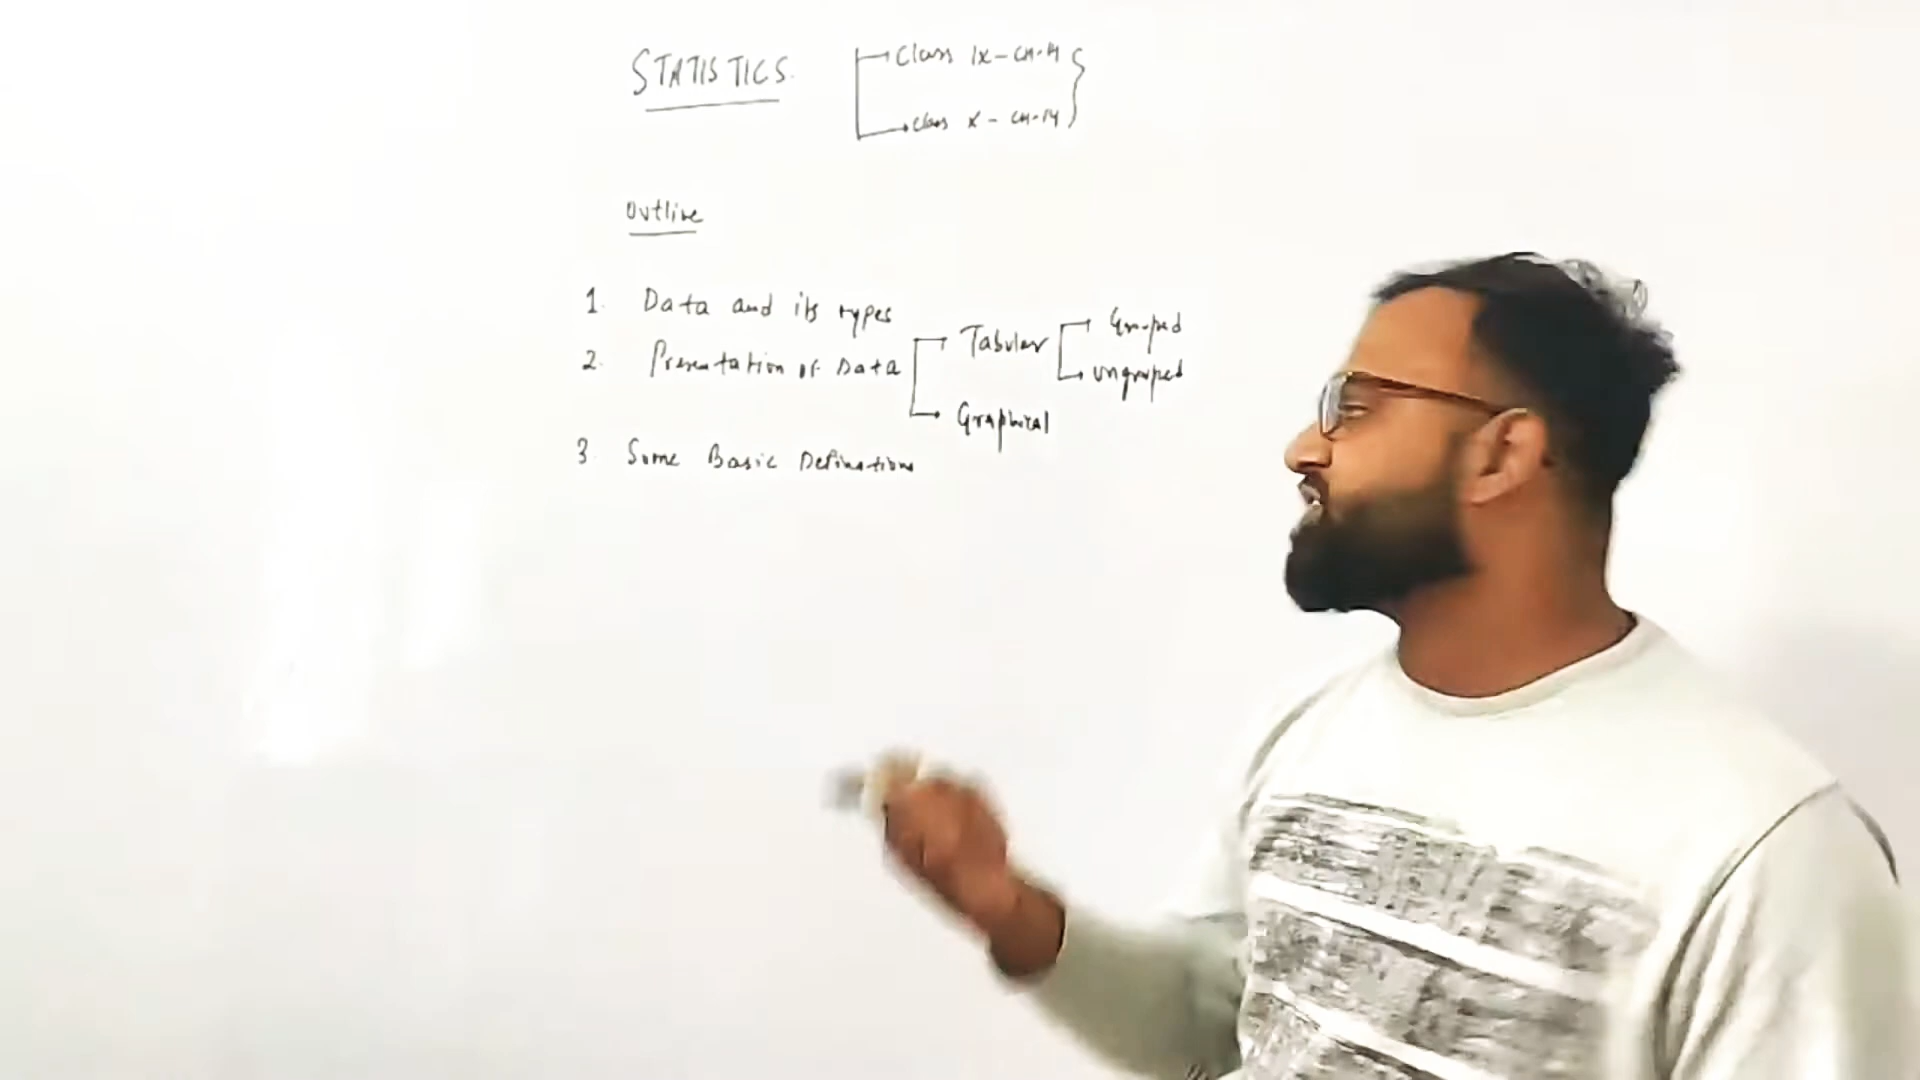 STATISTICS.
Class IX - CH-14
Class X - CH-14
Outline
1. Data and its types
2. Presentation of Data
Tabular
Grouped
ungrouped
Graphical
3. Some Basic Definations